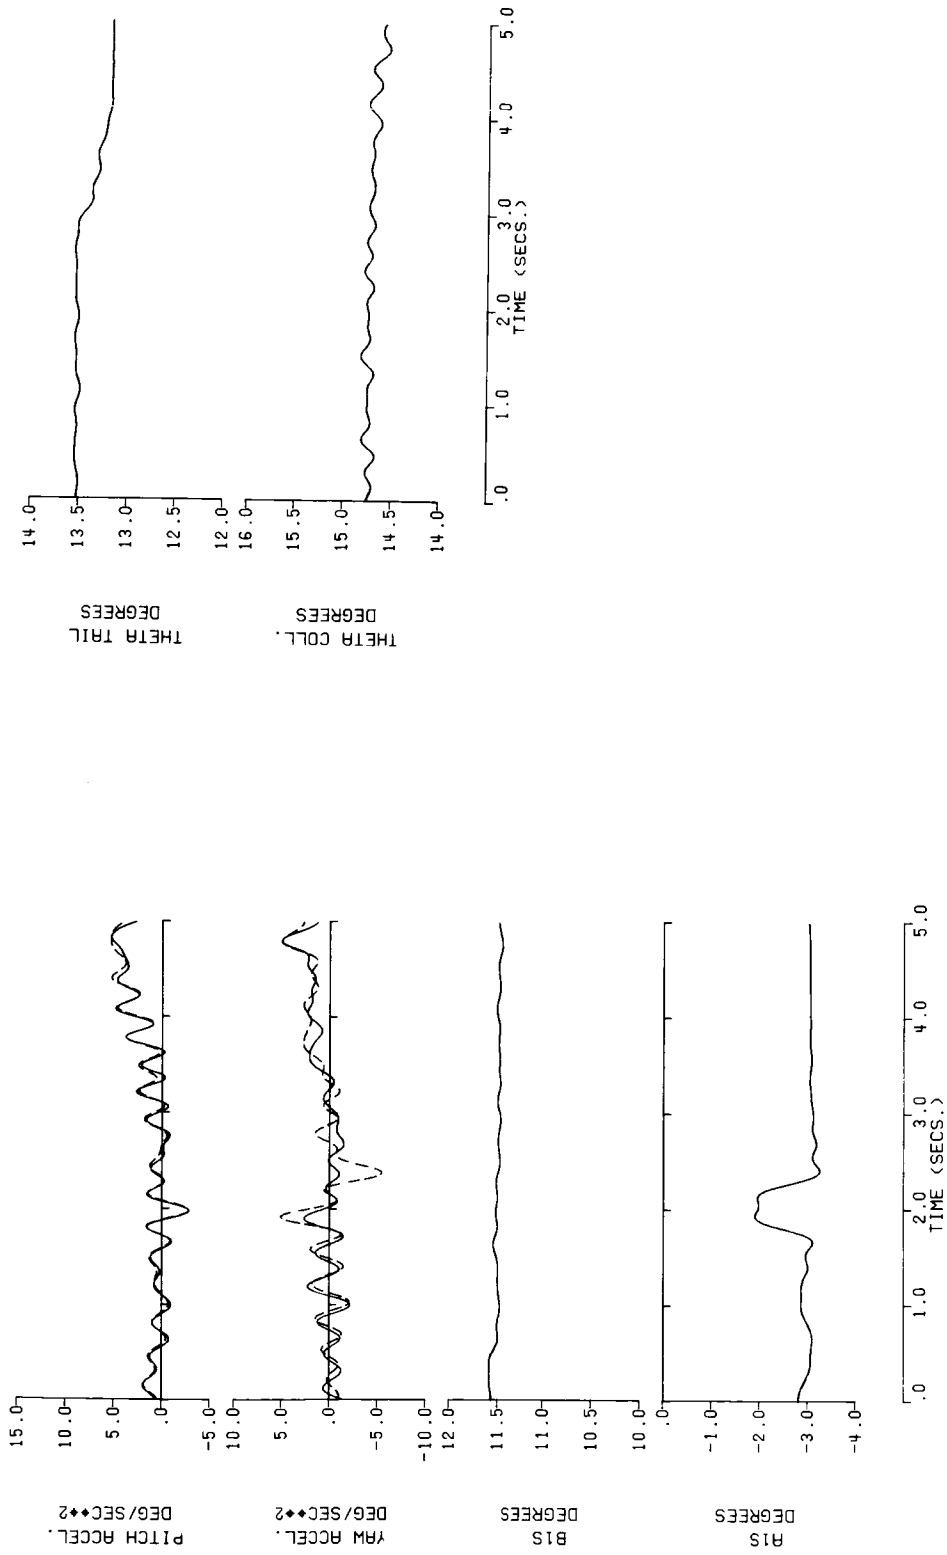 PITCH ACCEL.
DEG/SEC**2
15.0
10.0
5.0
.0
-5.0
YAW ACCEL.
DEG/SEC**2
5.0
.0
-5.0
-10.0
B1S
DEGREES
12.0
11.5
11.0
10.5
10.0
A1S
DEGREES
.0
-1.0
-2.0
-3.0
-4.0
.0 1.0 2.0 3.0 4.0 5.0
TIME (SECS.)
THETA TAIL
DEGREES
14.0
13.5
13.0
12.5
12.0
THETA COLL.
DEGREES
16.0
15.5
15.0
14.5
14.0
.0 1.0 2.0 3.0 4.0 5.0
TIME (SECS.)